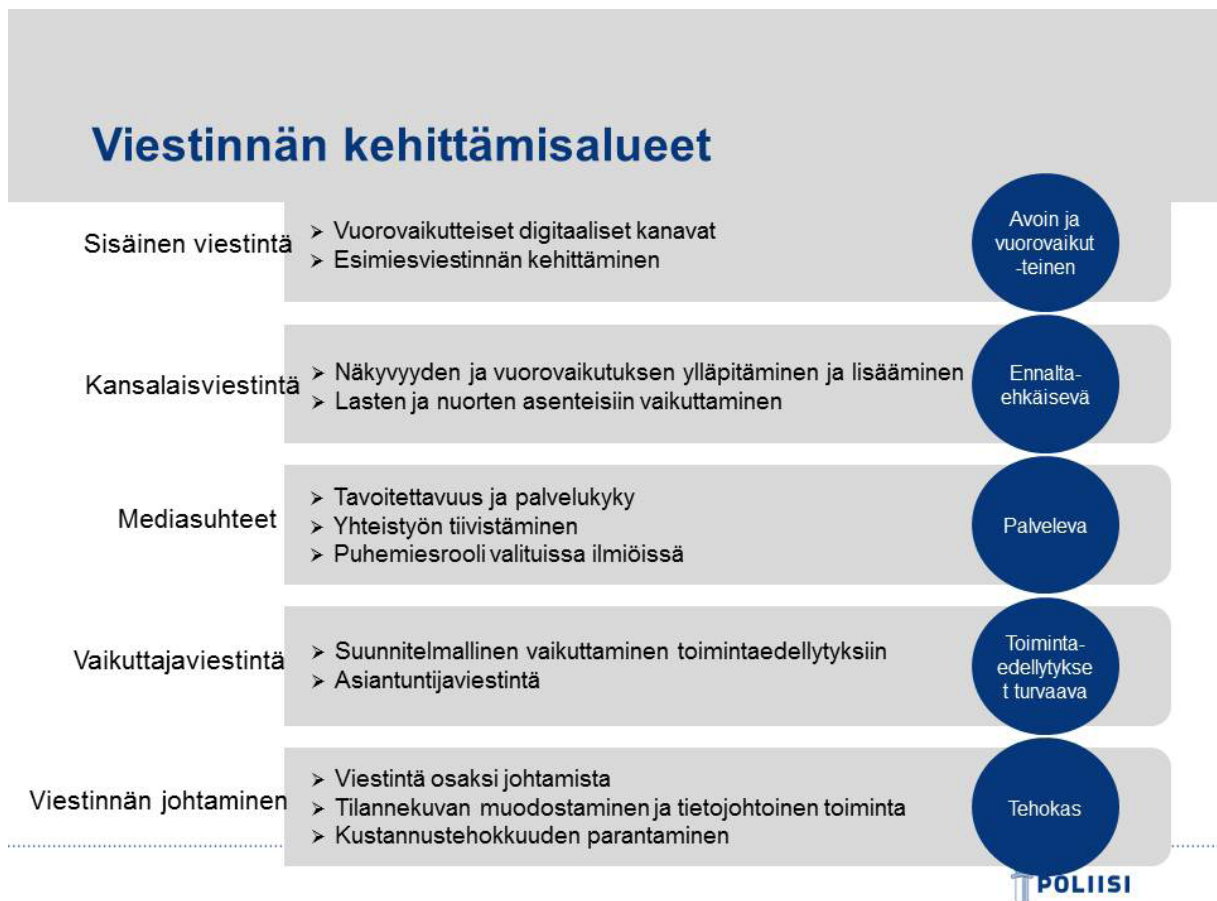 Viestinnän kehittämisalueet
Sisäinen viestintä
➢ Vuorovaikutteiset digitaaliset kanavat
➢ Esimiesviestinnän kehittäminen
Avoin ja
vuorovaikut
-teinen
Kansalaisviestintä
➢ Näkyvyyden ja vuorovaikutuksen ylläpitäminen ja lisääminen
➢ Lasten ja nuorten asenteisiin vaikuttaminen
Ennalta-
ehkäisevä
Mediasuhteet
➢ Tavoitettavuus ja palvelukyky
➢ Yhteistyön tiivistäminen
➢ Puhemiesrooli valituissa ilmiöissä
Palveleva
Vaikuttajaviestintä
➢ Suunnitelmallinen vaikuttaminen toimintaedellytyksiin
➢ Asiantuntijaviestintä
Toiminta-
edellytykse
t turvaava
Viestinnän johtaminen
➢ Viestintä osaksi johtamista
➢ Tilannekuvan muodostaminen ja tietojohtoinen toiminta
➢ Kustannustehokkuuden parantaminen
Tehokas
POLIISI